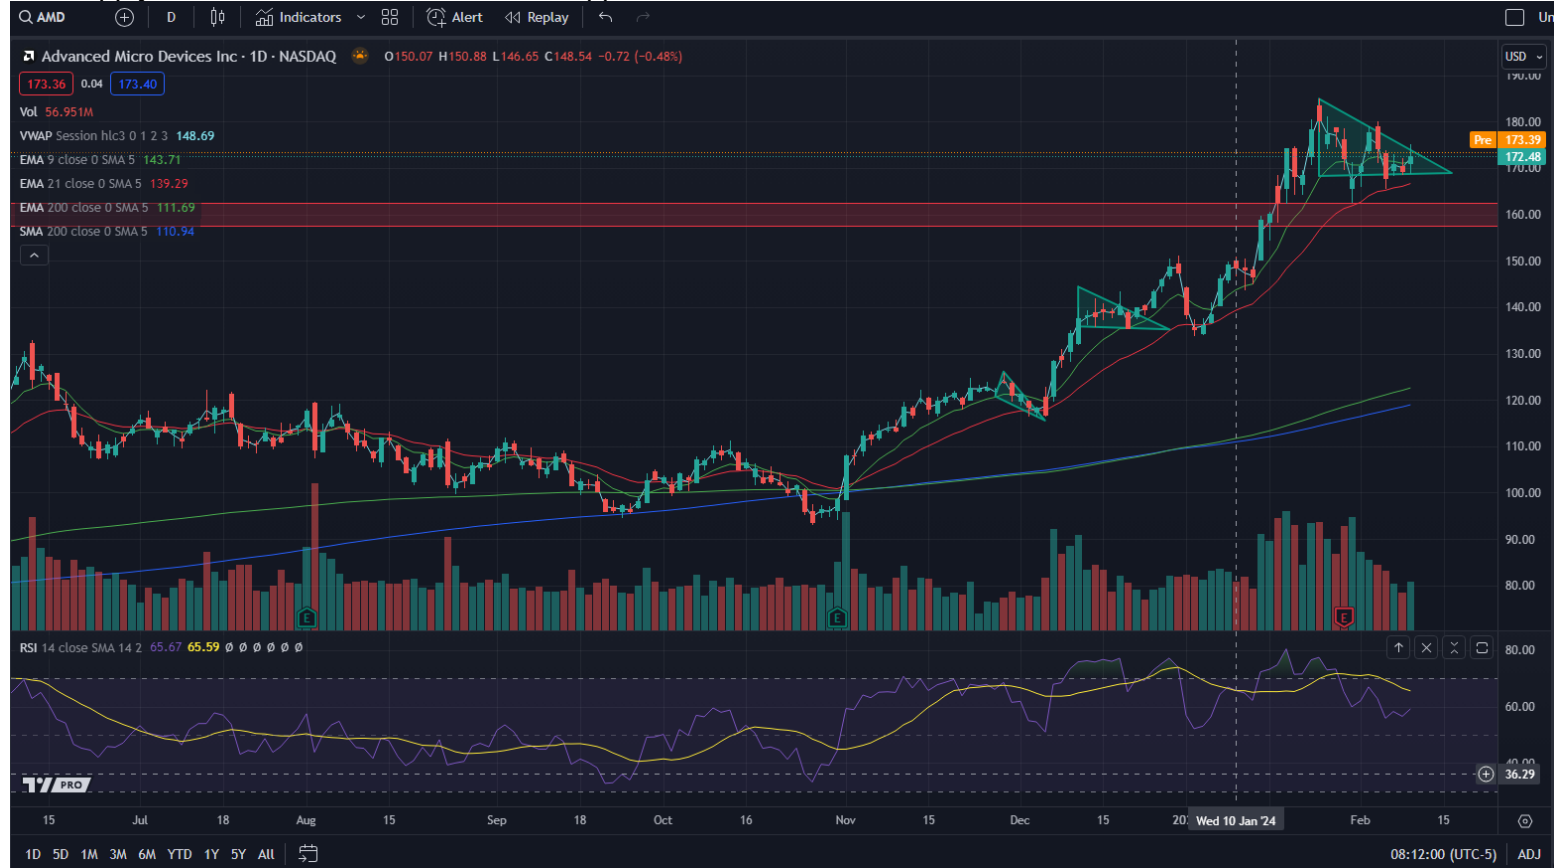 AMD D Indicators Alert Replay Un
Advanced Micro Devices Inc · 1D · NASDAQ O150.07 H150.88 L146.65 C148.54 −0.72 (−0.48%)
USD
173.36 0.04 173.40
Vol 56.951M
VWAP Session hlc3 0 1 2 3 148.69
EMA 9 close 0 SMA 5 143.71
EMA 21 close 0 SMA 5 139.29
EMA 200 close 0 SMA 5 111.69
SMA 200 close 0 SMA 5 110.94
190.00
180.00
Pre 173.39
172.48
170.00
160.00
150.00
140.00
130.00
120.00
110.00
100.00
90.00
80.00
E E E
RSI 14 close SMA 14 2 65.67 65.59 Ø Ø Ø Ø Ø Ø
80.00
60.00
40.00
36.29
TV PRO
15 Jul 18 Aug 15 Sep 18 Oct 16 Nov 15 Dec 15 20 Wed 10 Jan '24 Feb 15
1D 5D 1M 3M 6M YTD 1Y 5Y All 08:12:00 (UTC-5) ADJ